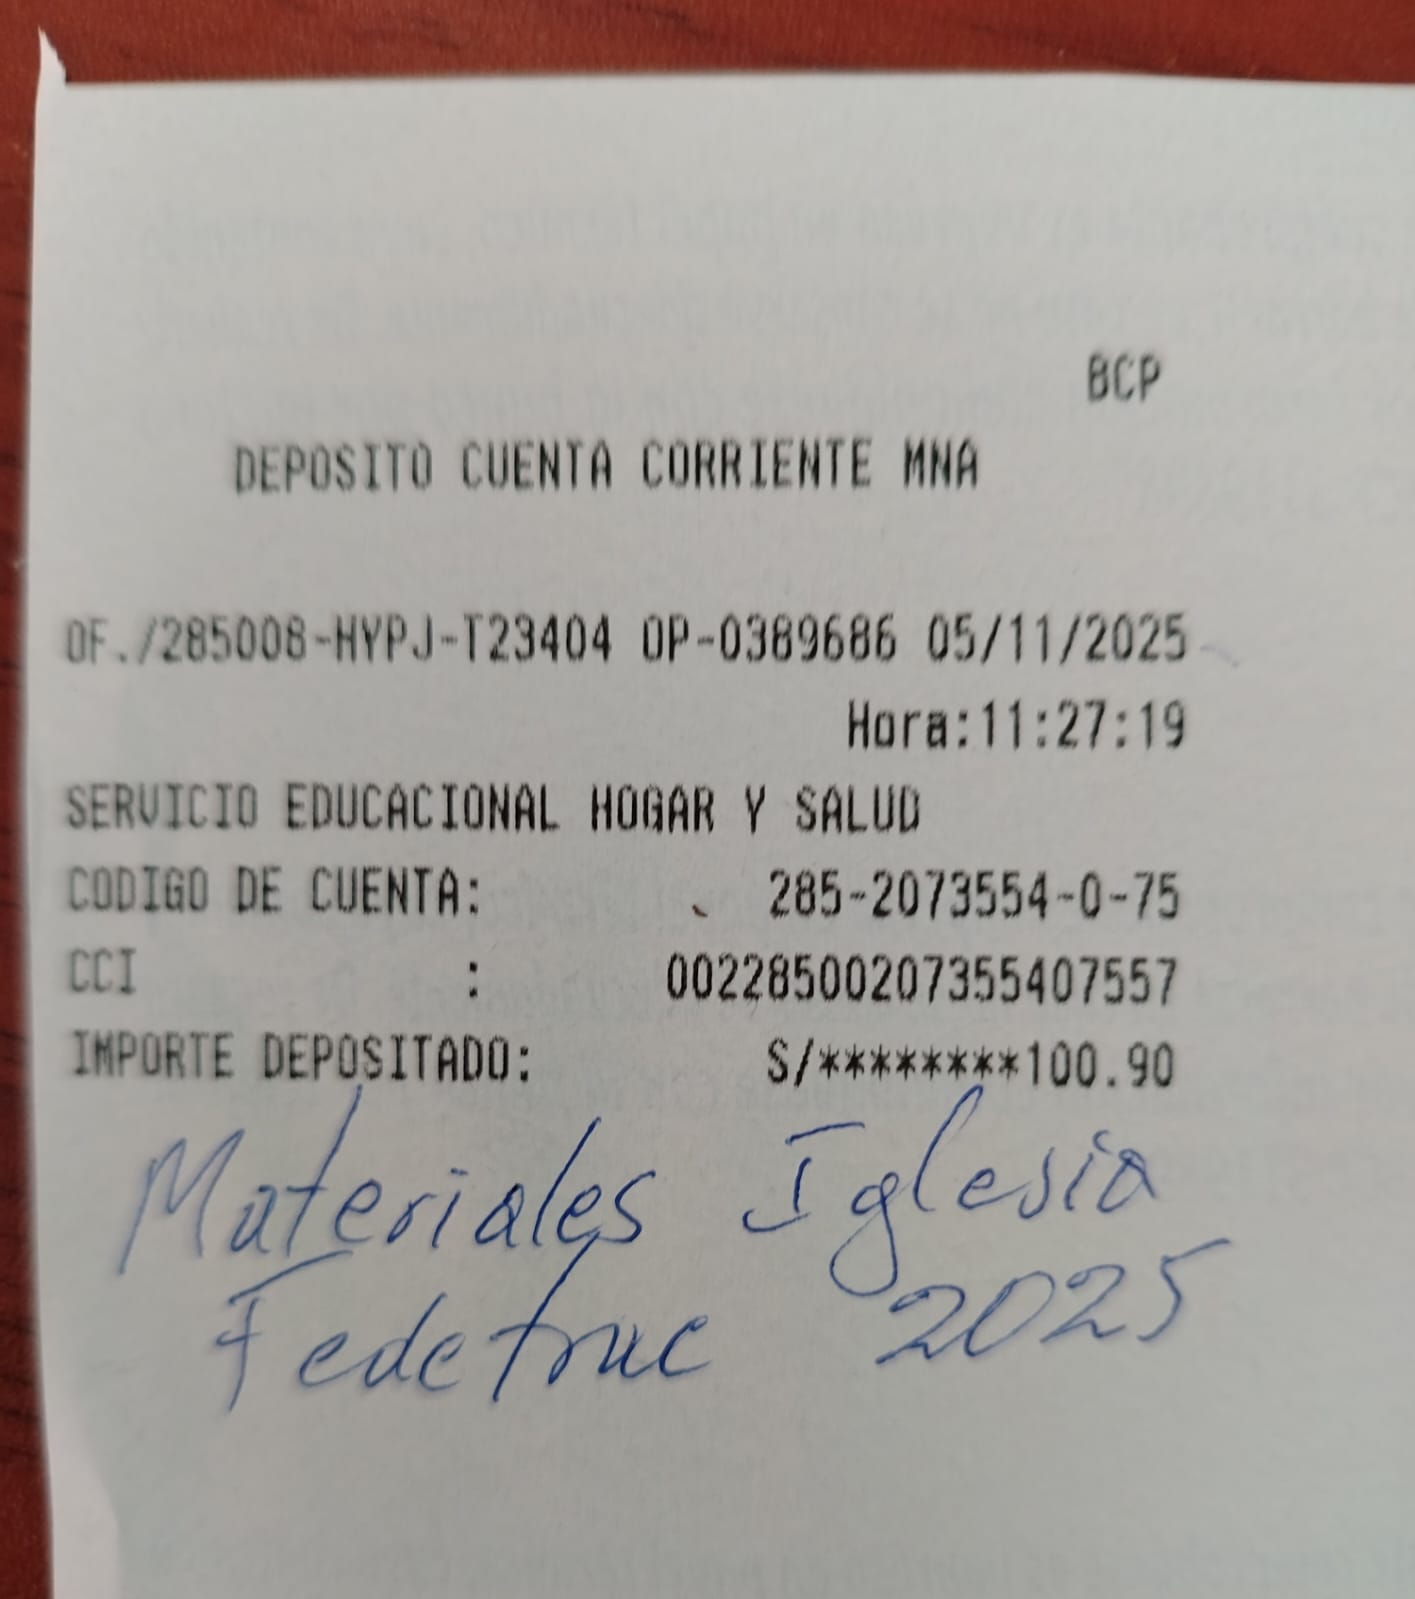 BCP
DEPOSITO CUENTA CORRIENTE MNA
OF./285008-HYPJ-T23404 OP-0389686 05/11/2025
Hora:11:27:19
SERVICIO EDUCACIONAL HOGAR Y SALUD
CODIGO DE CUENTA: 285-2073554-0-75
CCI : 00228500207355407557
IMPORTE DEPOSITADO: S/********100.90
Materiales Iglesia
Fedetruc 2025